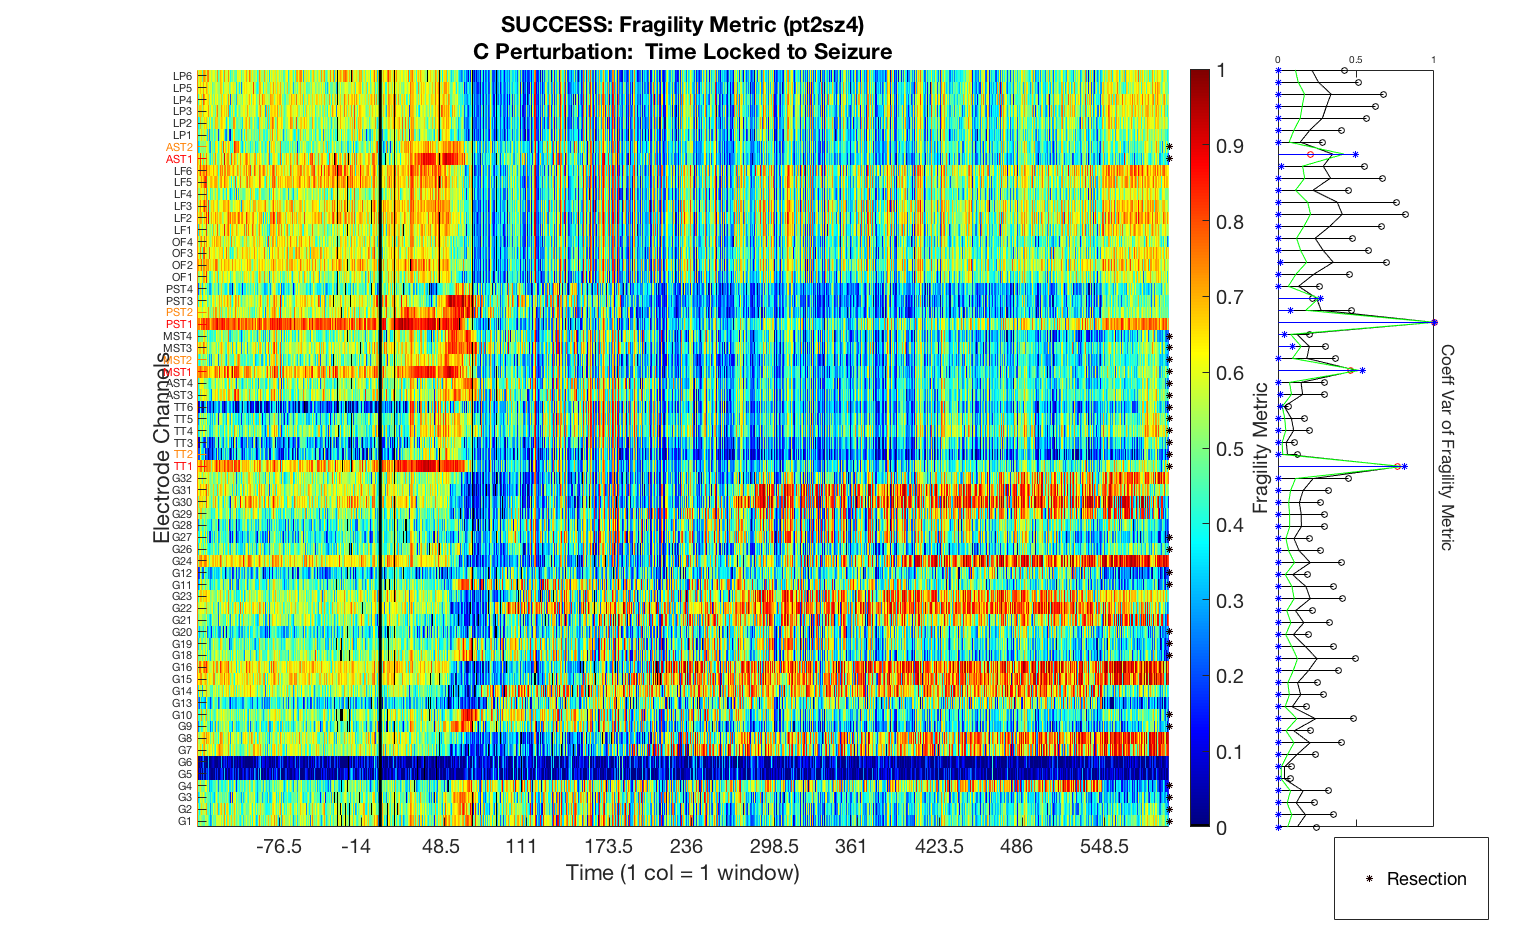 SUCCESS: Fragility Metric (pt2sz4)
C Perturbation: Time Locked to Seizure
LP6
LP5
LP4
LP3
LP2
LP1
AST2
AST1
LF6
LF5
LF4
LF3
LF2
LF1
OF4
OF3
OF2
OF1
PST4
PST3
PST2
PST1
MST4
MST3
MST2
MST1
AST4
AST3
TT6
TT5
TT4
TT3
TT2
TT1
G32
G31
G30
G29
G28
G27
G26
G24
G12
G11
G23
G22
G21
G20
G19
G18
G16
G15
G14
G13
G10
G9
G8
G7
G6
G5
G4
G3
G2
G1
Electrode Channels
-76.5 -14 48.5 111 173.5 236 298.5 361 423.5 486 548.5
Time (1 col = 1 window)
1
0.9
0.8
0.7
0.6
0.5
0.4
0.3
0.2
0.1
0
Fragility Metric
0 0.5 1
Coeff Var of Fragility Metric
Resection